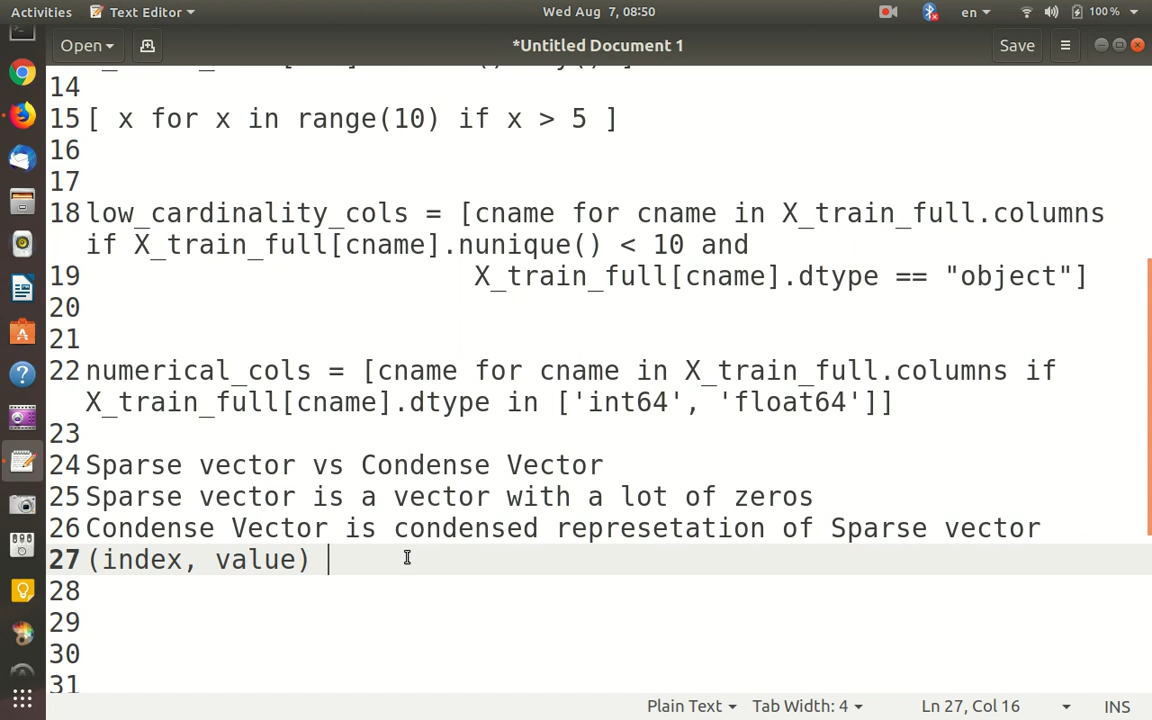 Activities Text Editor Wed Aug 7, 08:50 en 100%
Open *Untitled Document 1 Save
14
15 [ x for x in range(10) if x > 5 ]
16
17
18 low_cardinality_cols = [cname for cname in X_train_full.columns
if X_train_full[cname].nunique() < 10 and
19 X_train_full[cname].dtype == "object"]
20
21
22 numerical_cols = [cname for cname in X_train_full.columns if
X_train_full[cname].dtype in ['int64', 'float64']]
23
24 Sparse vector vs Condense Vector
25 Sparse vector is a vector with a lot of zeros
26 Condense Vector is condensed represetation of Sparse vector
27 (index, value)
28
29
30
31
Plain Text Tab Width: 4 Ln 27, Col 16 INS